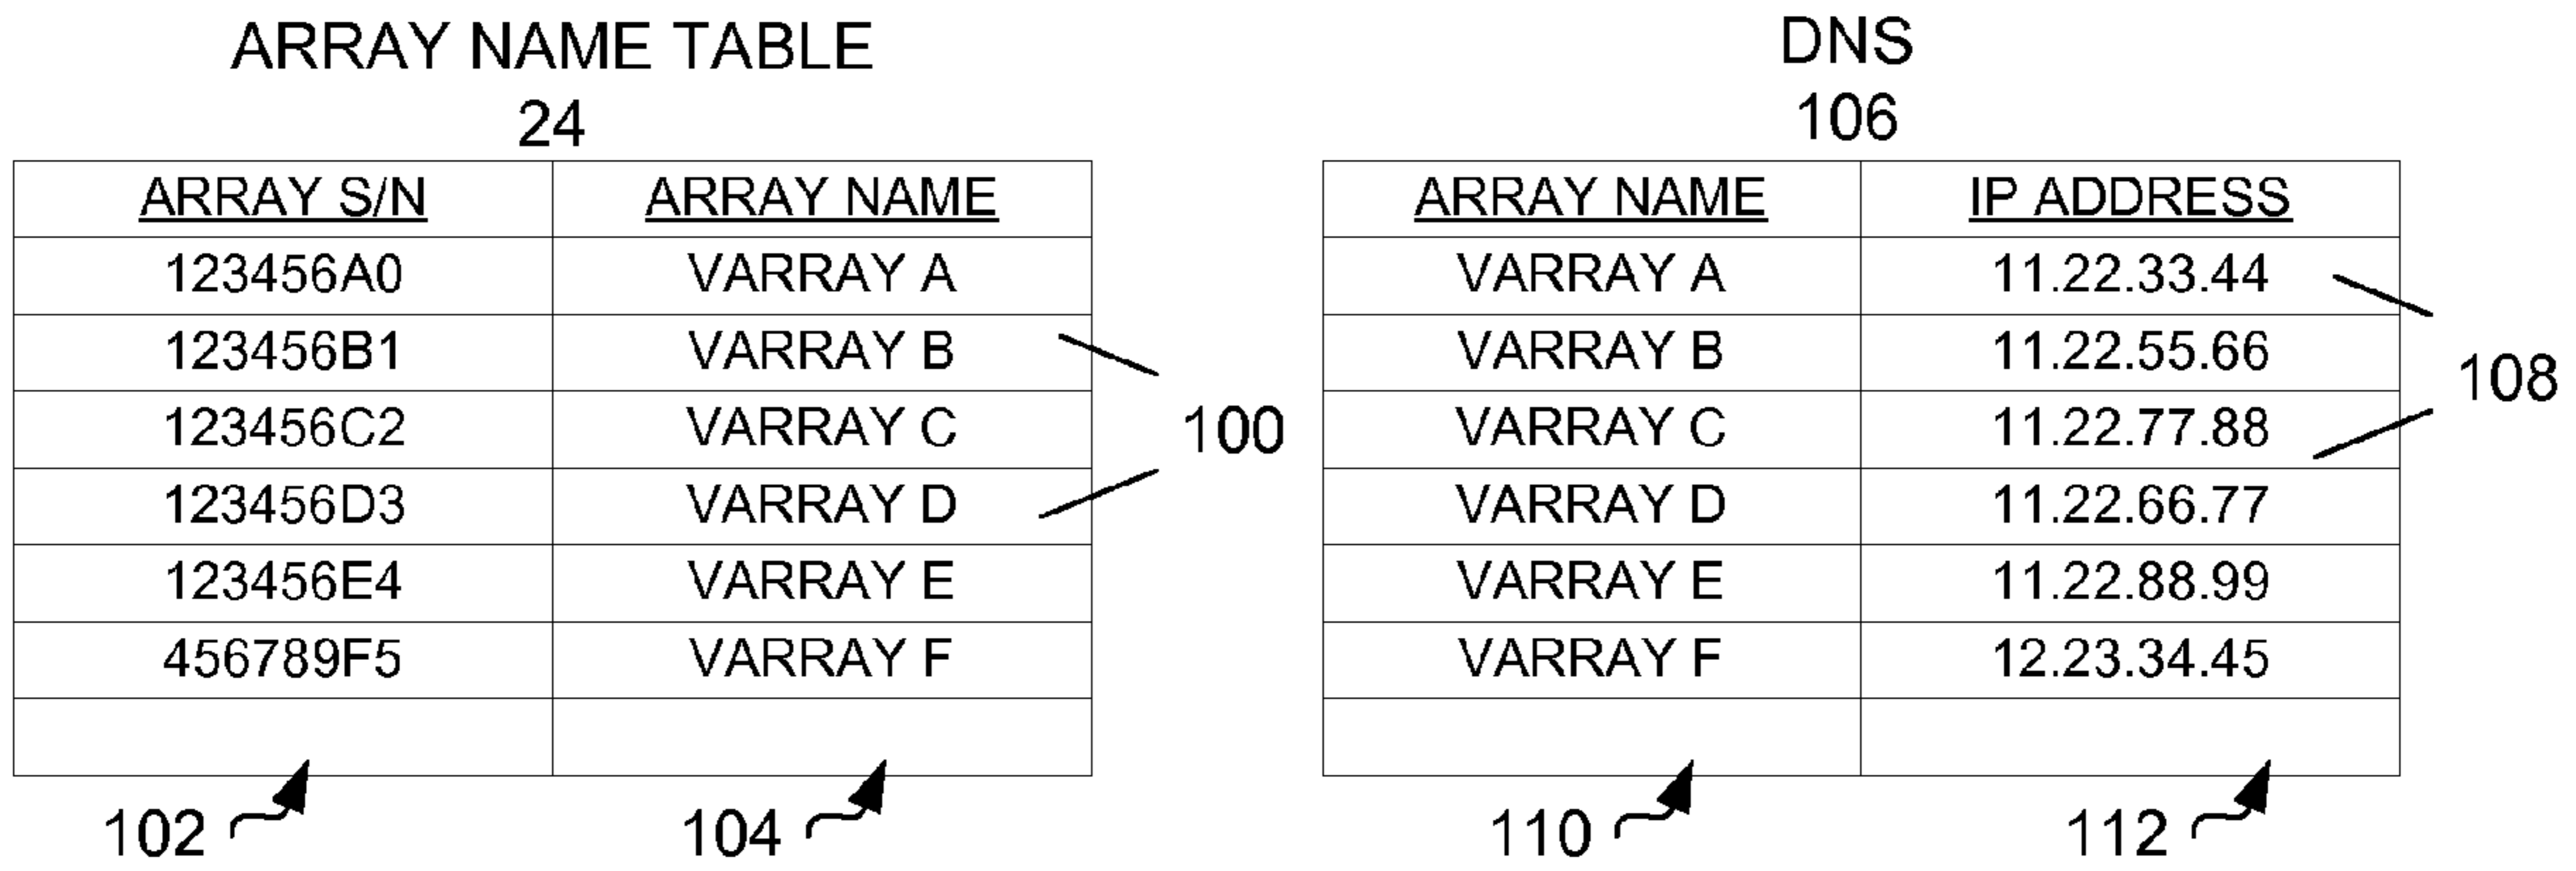 ARRAY NAME TABLE
24
ARRAY S/N ARRAY NAME
123456A0 VARRAY A
123456B1 VARRAY B
123456C2 VARRAY C
123456D3 VARRAY D
123456E4 VARRAY E
456789F5 VARRAY F
100
102
104
DNS
106
ARRAY NAME IP ADDRESS
VARRAY A 11.22.33.44
VARRAY B 11.22.55.66
VARRAY C 11.22.77.88
VARRAY D 11.22.66.77
VARRAY E 11.22.88.99
VARRAY F 12.23.34.45
108
110
112